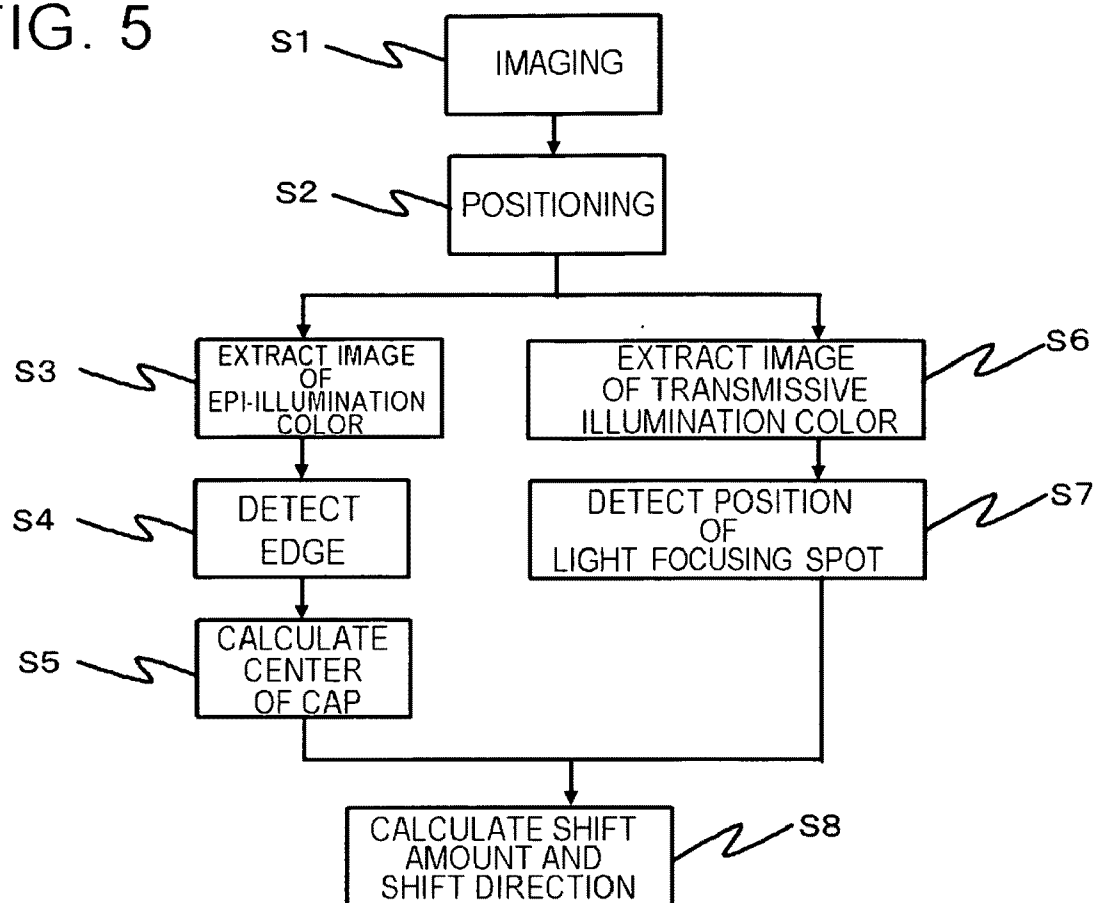 FIG. 5
S1
IMAGING
S2
POSITIONING
S3
EXTRACT IMAGE
OF
EPI-ILLUMINATION
COLOR
S6
EXTRACT IMAGE
OF TRANSMISSIVE
ILLUMINATION COLOR
S4
DETECT
EDGE
S7
DETECT POSITION
OF
LIGHT FOCUSING SPOT
S5
CALCULATE
CENTER
OF CAP
S8
CALCULATE SHIFT
AMOUNT AND
SHIFT DIRECTION